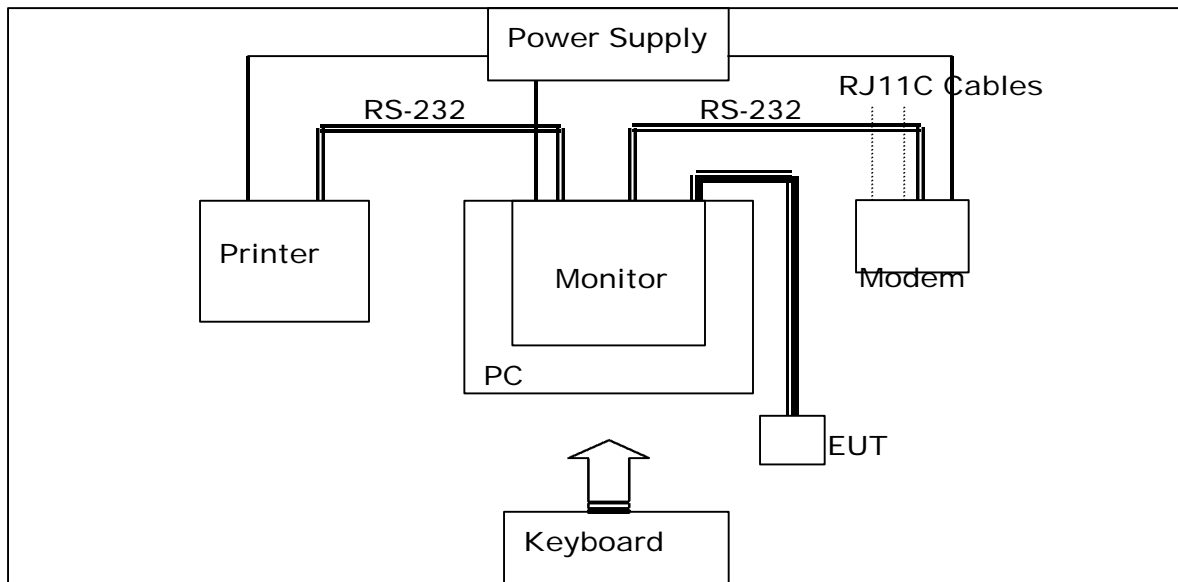 Power Supply
RJ11C Cables
RS-232
RS-232
Printer
Monitor
Modem
PC
EUT
Keyboard